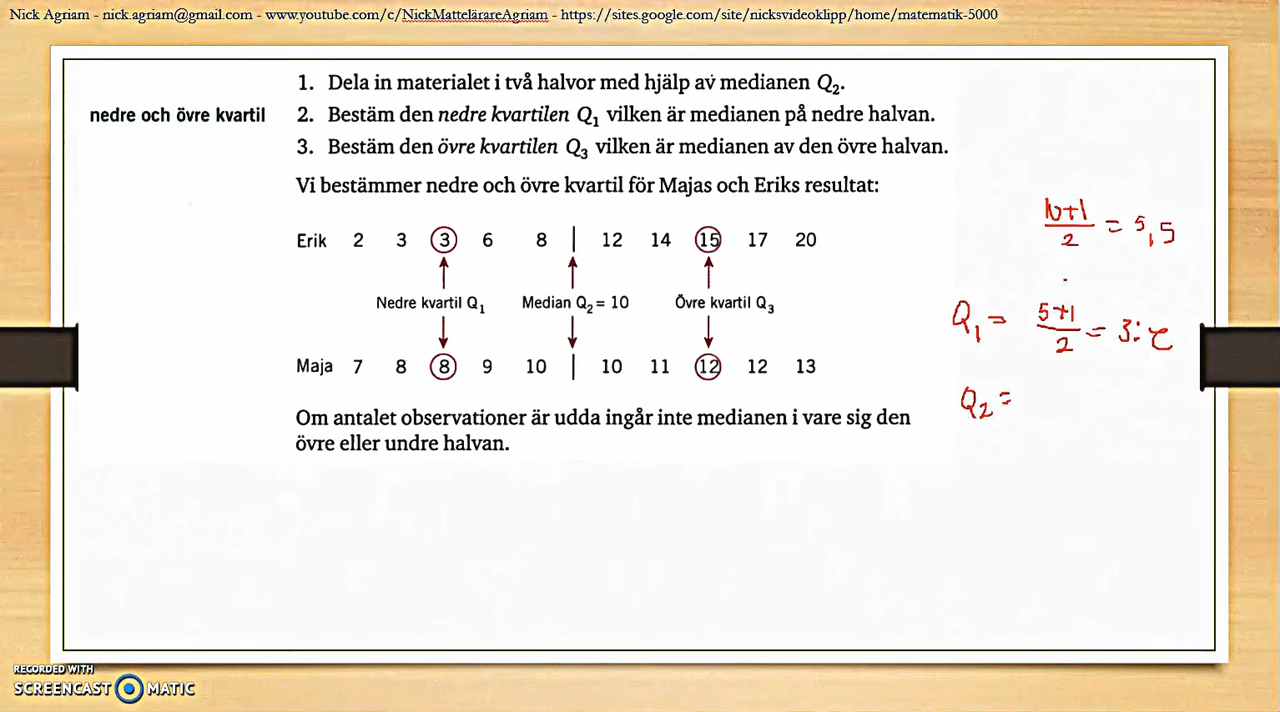 Nick Agriam - nick.agriam@gmail.com - www.youtube.com/c/NickMattelärareAgriam - https://sites.google.com/site/nicksvideoklipp/home/matematik-5000
1. Dela in materialet i två halvor med hjälp av medianen Q₂.
nedre och övre kvartil 2. Bestäm den nedre kvartilen Q₁ vilken är medianen på nedre halvan.
3. Bestäm den övre kvartilen Q₃ vilken är medianen av den övre halvan.
Vi bestämmer nedre och övre kvartil för Majas och Eriks resultat:
Erik 2 3 3 6 8 | 12 14 15 17 20
Nedre kvartil Q₁ Median Q₂ = 10 Övre kvartil Q₃
Maja 7 8 8 9 10 | 10 11 12 12 13
Om antalet observationer är udda ingår inte medianen i vare sig den
övre eller undre halvan.
(10+1)/2 = 5,5
Q₁ = (5+1)/2 = 3:e
Q₂ =
RECORDED WITH
SCREENCAST MATIC